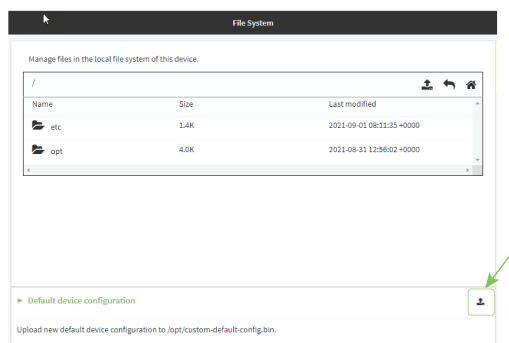 File System
Manage files in the local file system of this device.
/
Name Size Last modified
etc 1.4K 2021-09-01 08:11:35 +0000
opt 4.0K 2021-08-31 12:56:02 +0000
Default device configuration
Upload new default device configuration to /opt/custom-default-config.bin.